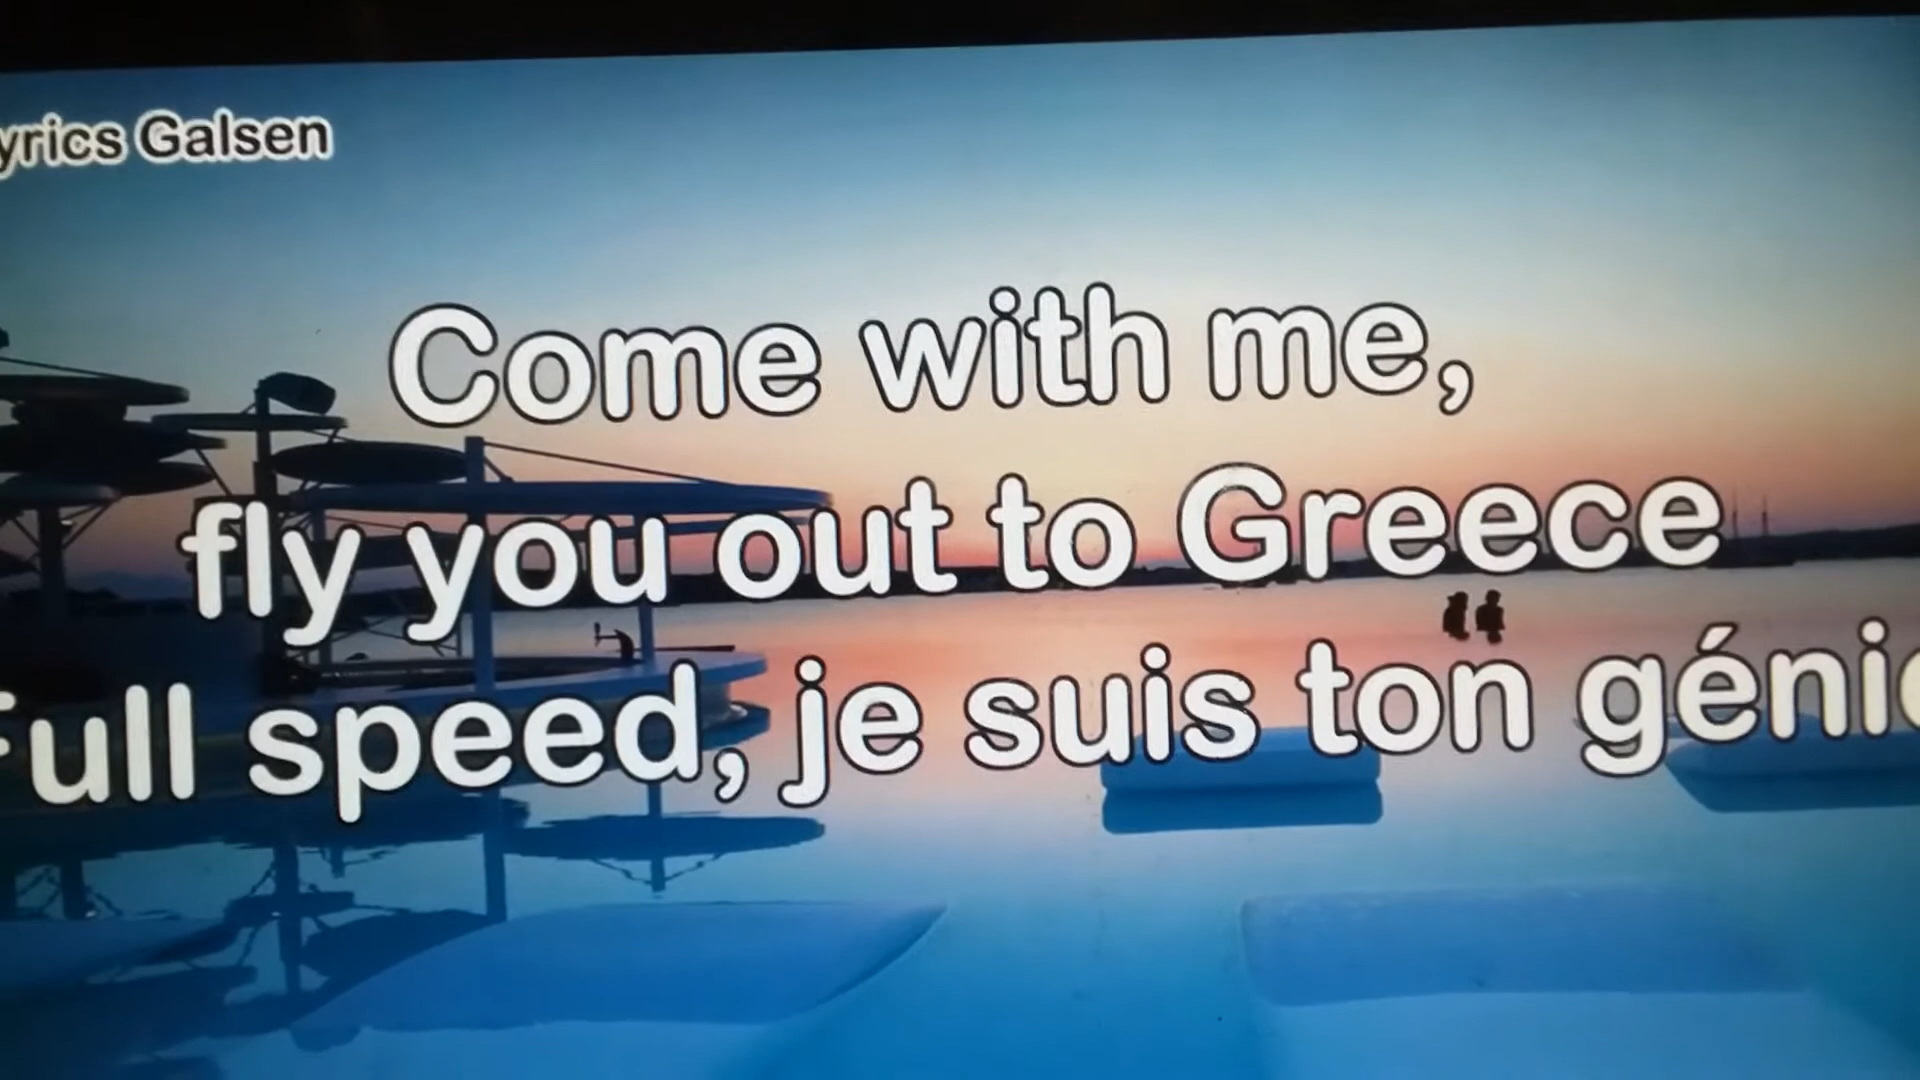 yrics Galsen
Come with me,
fly you out to Greece
Full speed, je suis ton génie